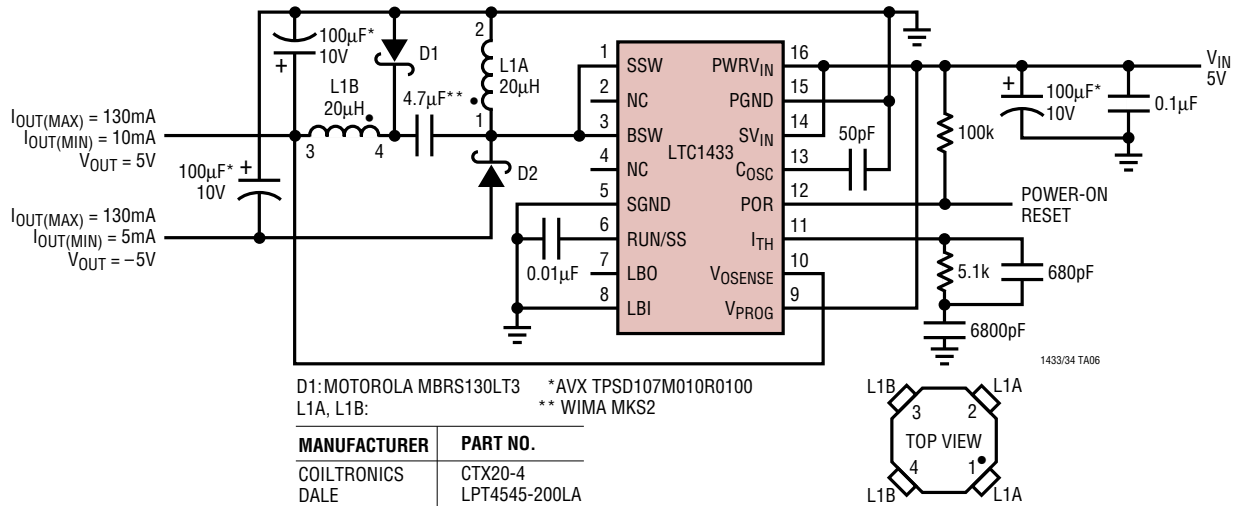 100µF*
10V
+
D1
L1B
20µH
3
4
4.7µF**
2
L1A
20µH
1
D2
I_OUT(MAX) = 130mA
I_OUT(MIN) = 10mA
V_OUT = 5V
100µF* +
10V
I_OUT(MAX) = 130mA
I_OUT(MIN) = 5mA
V_OUT = –5V
0.01µF
LTC1433
1 SSW
2 NC
3 BSW
4 NC
5 SGND
6 RUN/SS
7 LBO
8 LBI
PWRV_IN 16
PGND 15
SV_IN 14
C_OSC 13
POR 12
I_TH 11
V_OSENSE 10
V_PROG 9
50pF
100k
+
100µF*
10V
0.1µF
V_IN
5V
POWER-ON
RESET
5.1k
680pF
6800pF
1433/34 TA06
D1: MOTOROLA MBRS130LT3
*AVX TPSD107M010R0100
L1A, L1B:
** WIMA MKS2
MANUFACTURER PART NO.
COILTRONICS CTX20-4
DALE LPT4545-200LA
L1B
L1A
3
2
TOP VIEW
4
1
L1B
L1A